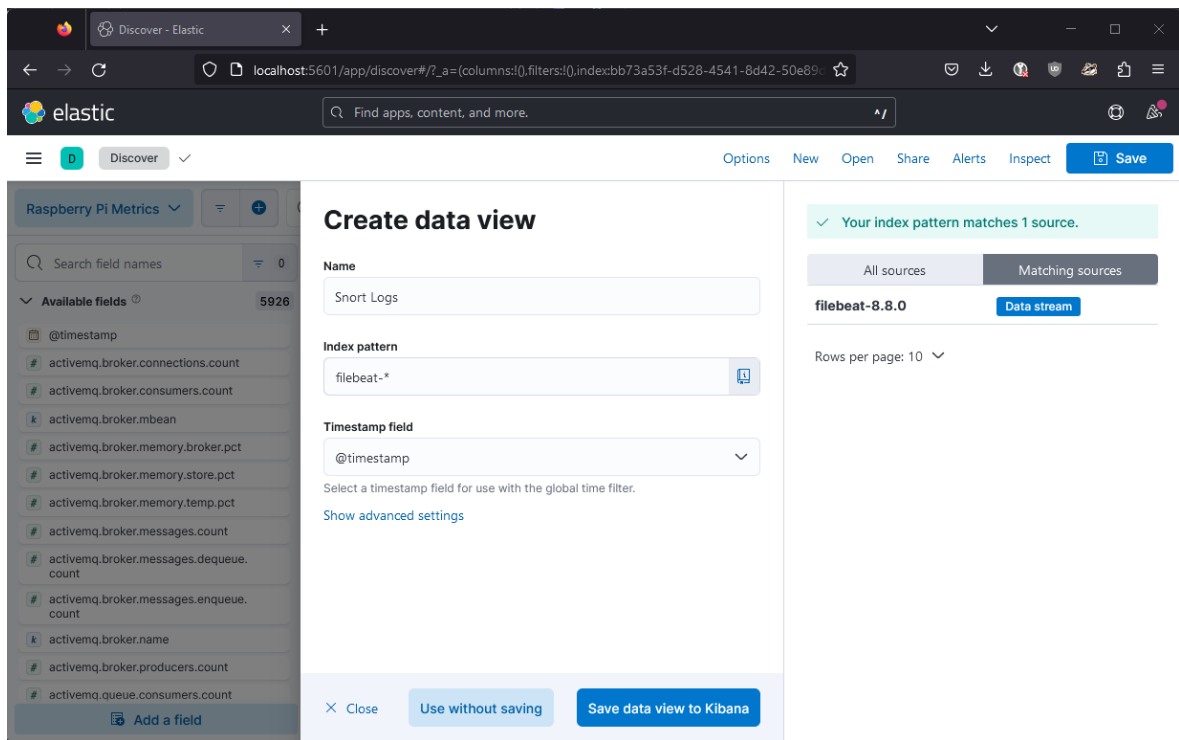 Discover - Elastic
localhost:5601/app/discover#/?_a=(columns:!(),filters:!(),index:bb73a53f-d528-4541-8d42-50e89c
elastic
Find apps, content, and more.
^/
D
Discover
Options
New
Open
Share
Alerts
Inspect
Save
Raspberry Pi Metrics
Search field names
0
Available fields
5926
@timestamp
# activemq.broker.connections.count
# activemq.broker.consumers.count
k activemq.broker.mbean
# activemq.broker.memory.broker.pct
# activemq.broker.memory.store.pct
# activemq.broker.memory.temp.pct
# activemq.broker.messages.count
# activemq.broker.messages.dequeue.
count
# activemq.broker.messages.enqueue.
count
k activemq.broker.name
# activemq.broker.producers.count
# activemq.queue.consumers.count
Add a field
Create data view
Name
Snort Logs
Index pattern
filebeat-*
Timestamp field
@timestamp
Select a timestamp field for use with the global time filter.
Show advanced settings
Close
Use without saving
Save data view to Kibana
Your index pattern matches 1 source.
All sources
Matching sources
filebeat-8.8.0
Data stream
Rows per page: 10